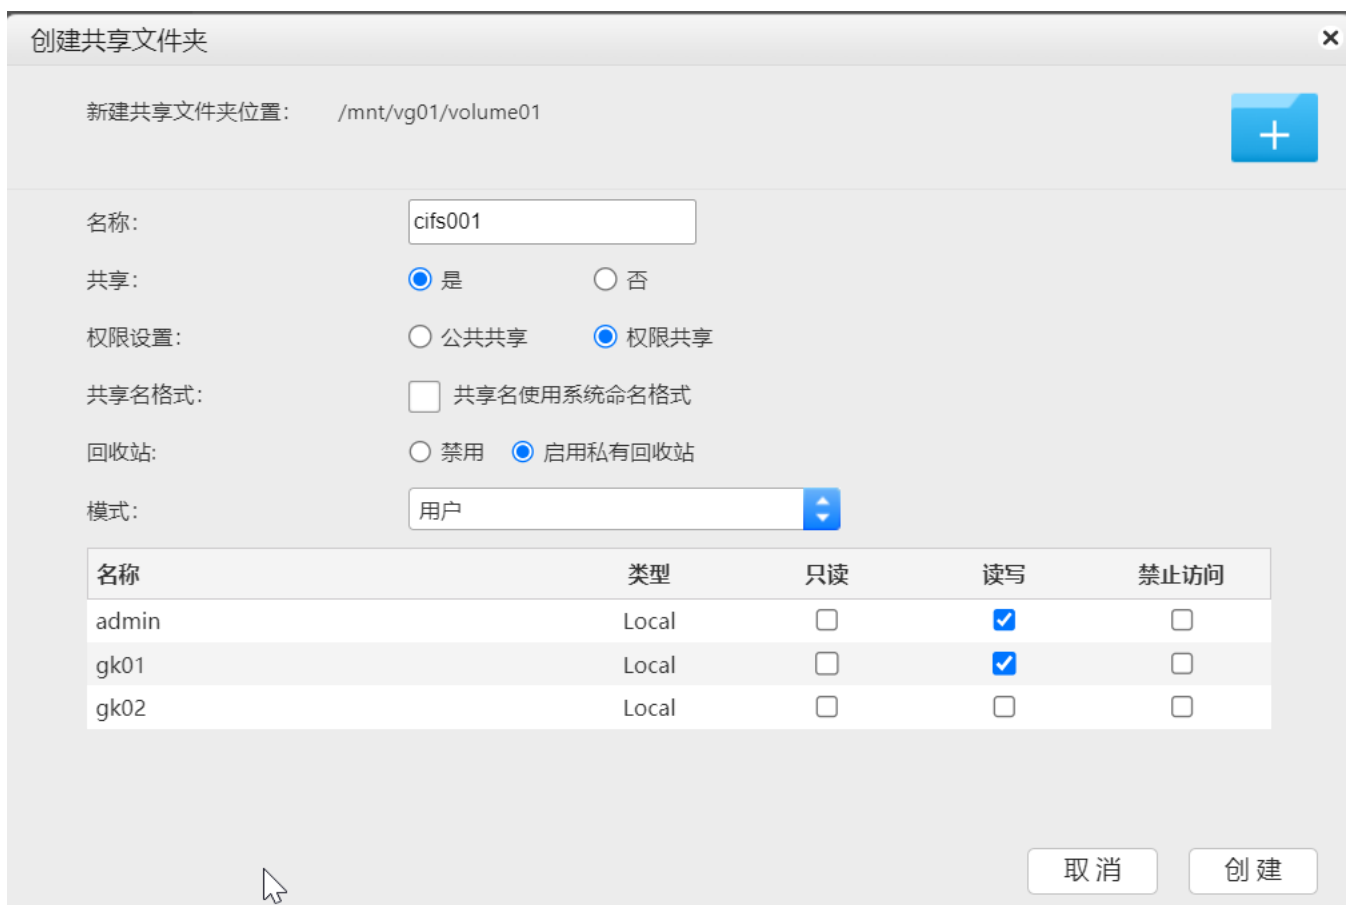 创建共享文件夹
新建共享文件夹位置： /mnt/vg01/volume01
名称： cifs001
共享： 是 否
权限设置： 公共共享 权限共享
共享名格式： 共享名使用系统命名格式
回收站: 禁用 启用私有回收站
模式： 用户
名称 类型 只读 读写 禁止访问
admin Local
gk01 Local
gk02 Local
取消 创建